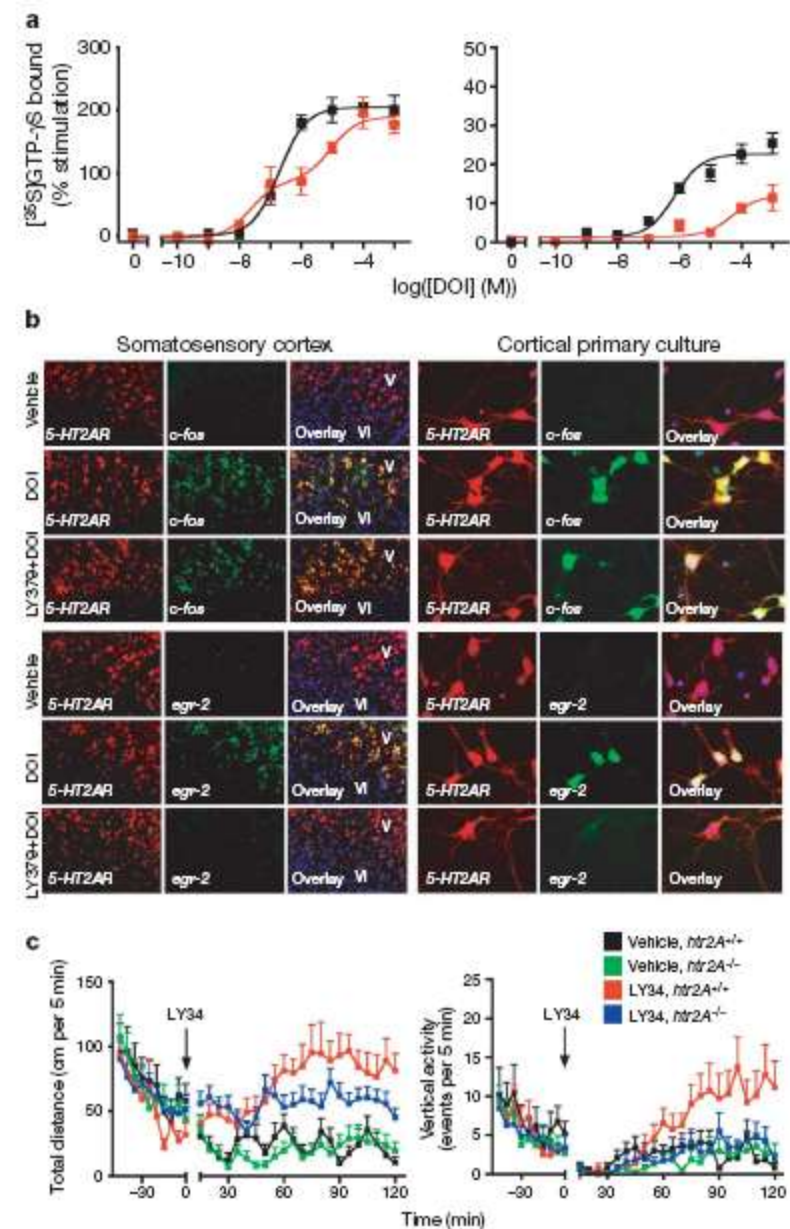 a
[³⁵S]GTP-γS bound
(% stimulation)
300
200
100
0
0 −10 −8 −6 −4
50
40
30
20
10
0
0 −10 −8 −6 −4
log([DOI] (M))
b
Somatosensory cortex
Cortical primary culture
Vehicle
5-HT2AR c-fos Overlay VI V
5-HT2AR c-fos Overlay
DOI
5-HT2AR c-fos Overlay VI V
5-HT2AR c-fos Overlay
LY379+DOI
5-HT2AR c-fos Overlay VI V
5-HT2AR c-fos Overlay
Vehicle
5-HT2AR egr-2 Overlay VI V
5-HT2AR egr-2 Overlay
DOI
5-HT2AR egr-2 Overlay VI V
5-HT2AR egr-2 Overlay
LY379+DOI
5-HT2AR egr-2 Overlay VI V
5-HT2AR egr-2 Overlay
c
Vehicle, htr2A⁺/⁺
Vehicle, htr2A⁻/⁻
LY34, htr2A⁺/⁺
LY34, htr2A⁻/⁻
Total distance (cm per 5 min)
150
100
50
0
LY34
−30 0 30 60 90 120
Vertical activity
(events per 5 min)
25
20
15
10
5
0
LY34
−30 0 30 60 90 120
Time (min)